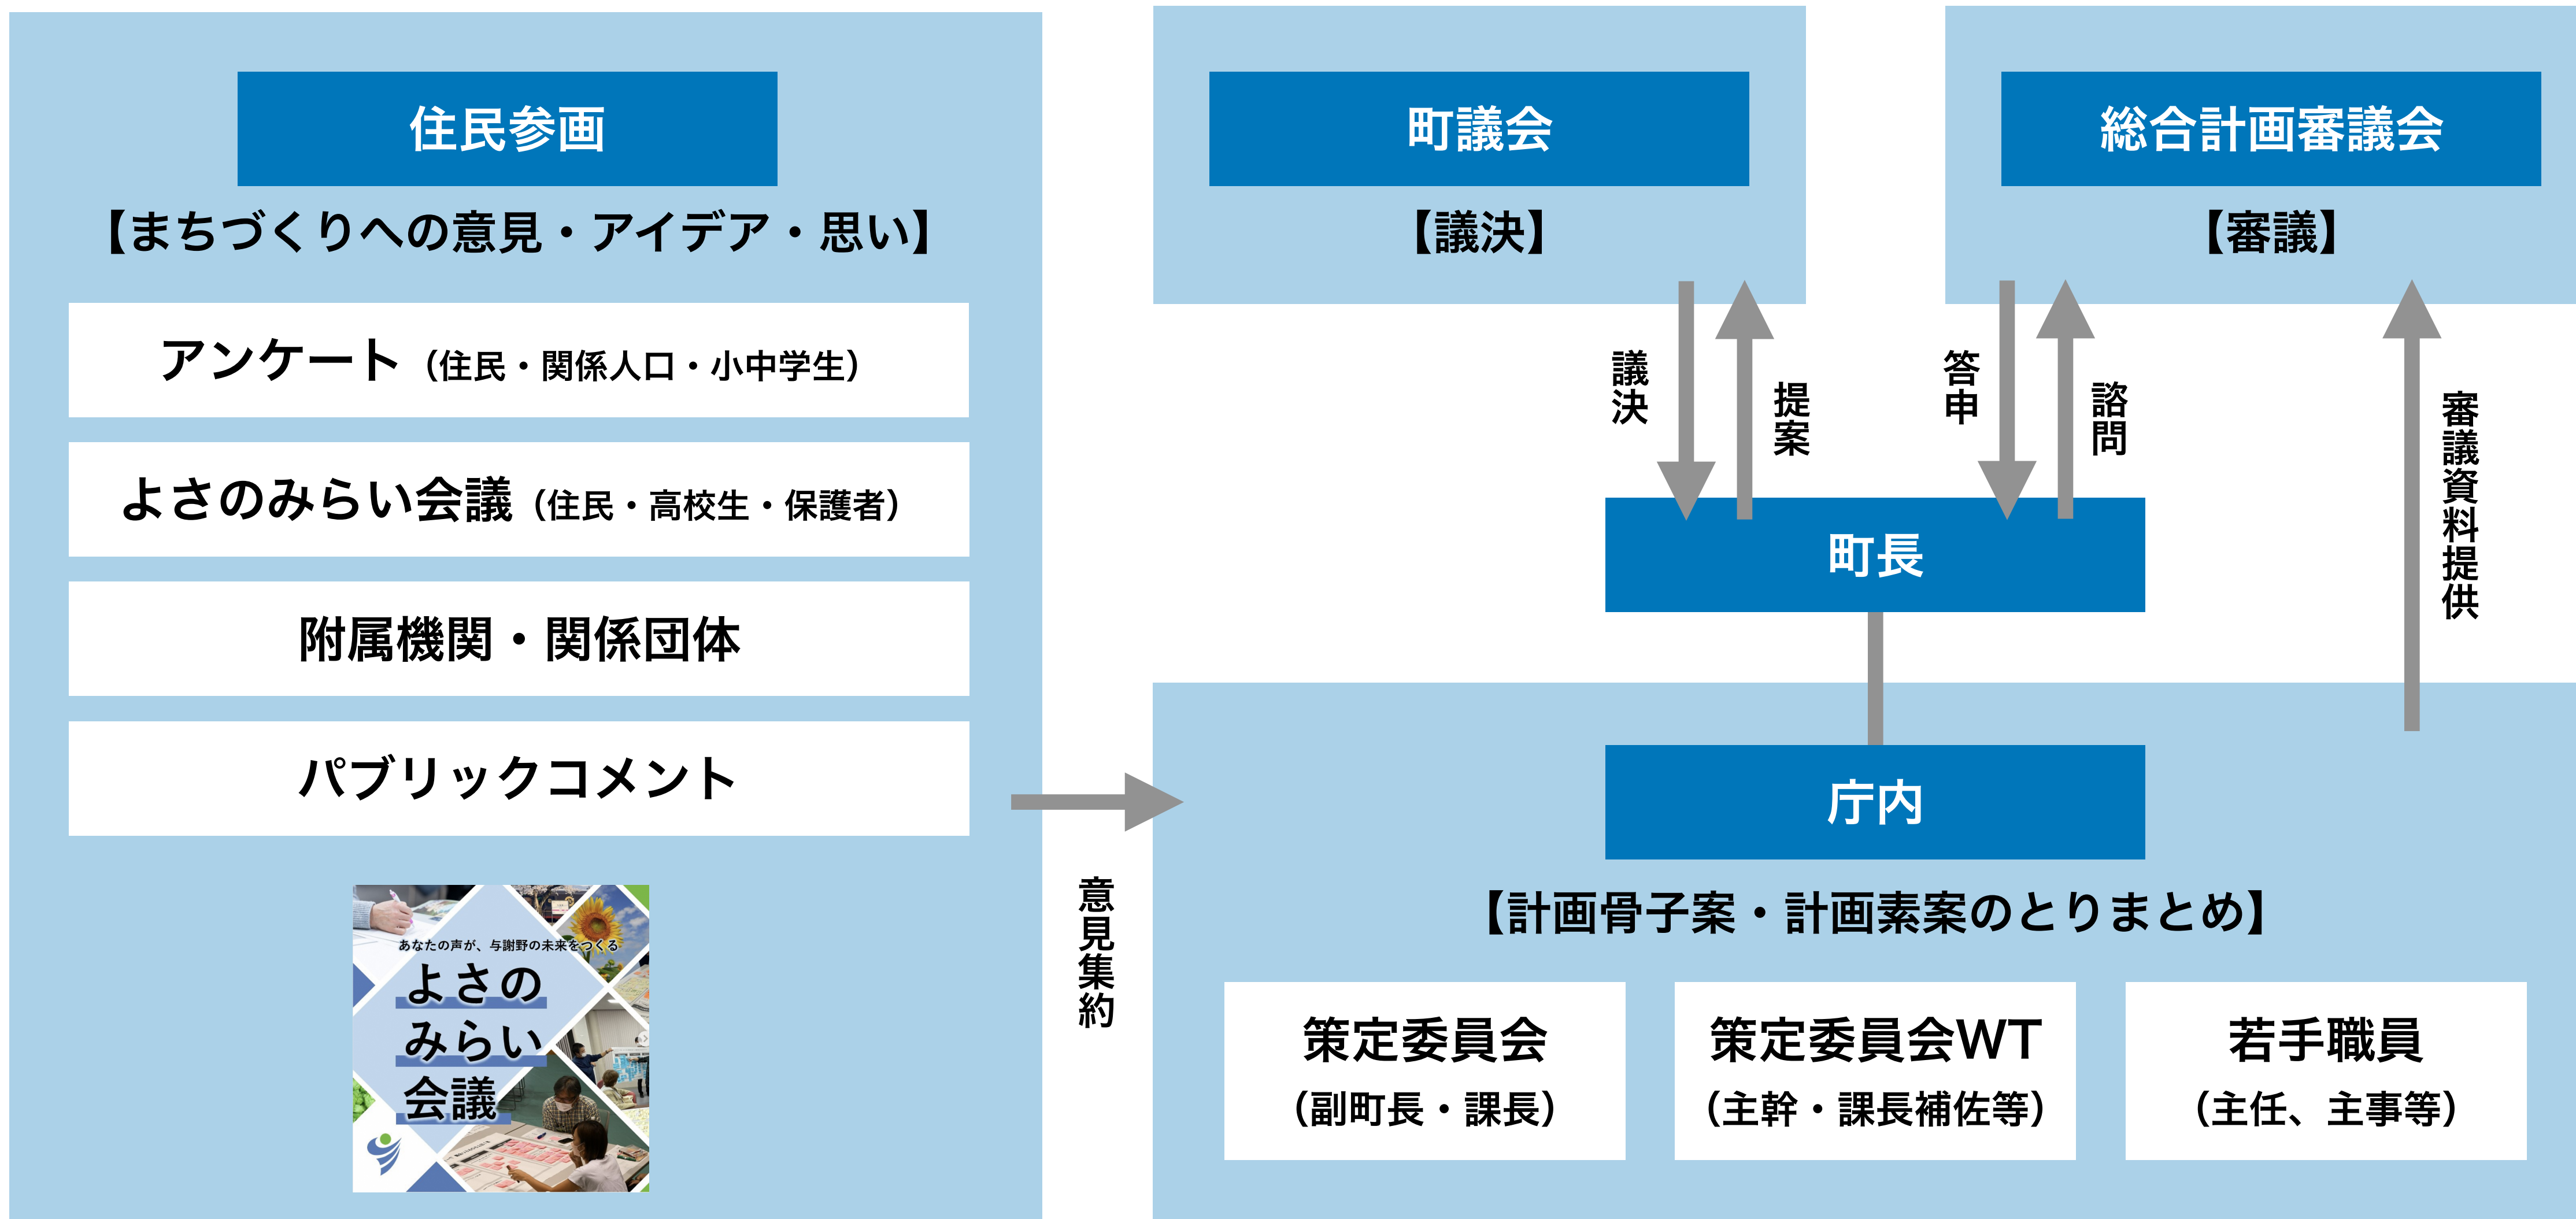 住民参画
【まちづくりへの意見・アイデア・思い】
アンケート（住民・関係人口・小中学生）
よさのみらい会議（住民・高校生・保護者）
附属機関・関係団体
パブリックコメント
あなたの声が、与謝野の未来をつくる
よさの
みらい
会議
意見集約
町議会
【議決】
総合計画審議会
【審議】
議決
提案
答申
諮問
審議資料提供
町長
庁内
【計画骨子案・計画素案のとりまとめ】
策定委員会
（副町長・課長）
策定委員会WT
（主幹・課長補佐等）
若手職員
（主任、主事等）